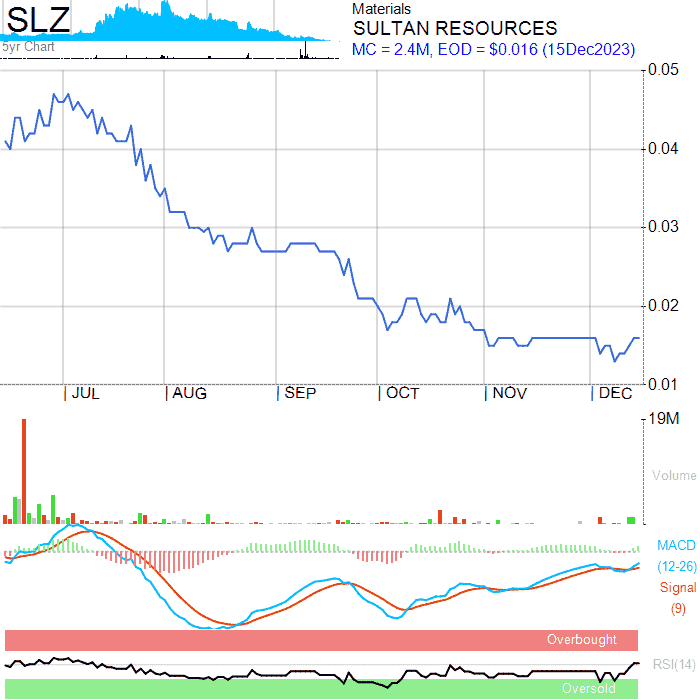 SLZ
5yr Chart
Materials
SULTAN RESOURCES
MC = 2.4M, EOD = $0.016 (15Dec2023)
0.05
0.04
0.03
0.02
0.01
JUL AUG SEP OCT NOV DEC
19M
Volume
MACD
(12-26)
Signal
(9)
Overbought
RSI(14)
Oversold